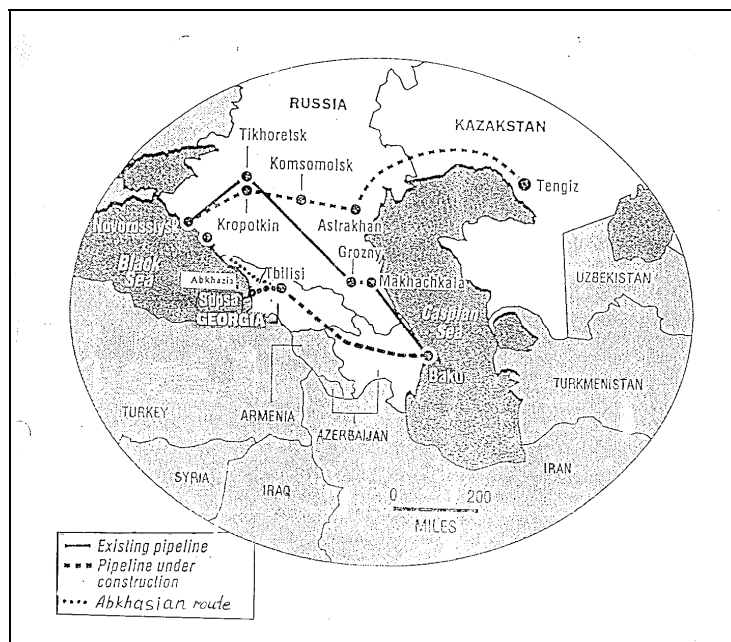 RUSSIA
KAZAKSTAN
Tikhoretsk
Komsomolsk
Tengiz
Novorossiysk
Kropotkin
Astrakhan
Grozny
Black
Sea
Abkhazia
Tbilisi
Makhachkala
UZBEKISTAN
Supsa
GEORGIA
Caspian
Sea
Baku
TURKMENISTAN
TURKEY
ARMENIA
AZERBAIJAN
SYRIA
IRAQ
IRAN
0 200
MILES
Existing pipeline
Pipeline under
construction
Abkhasian route